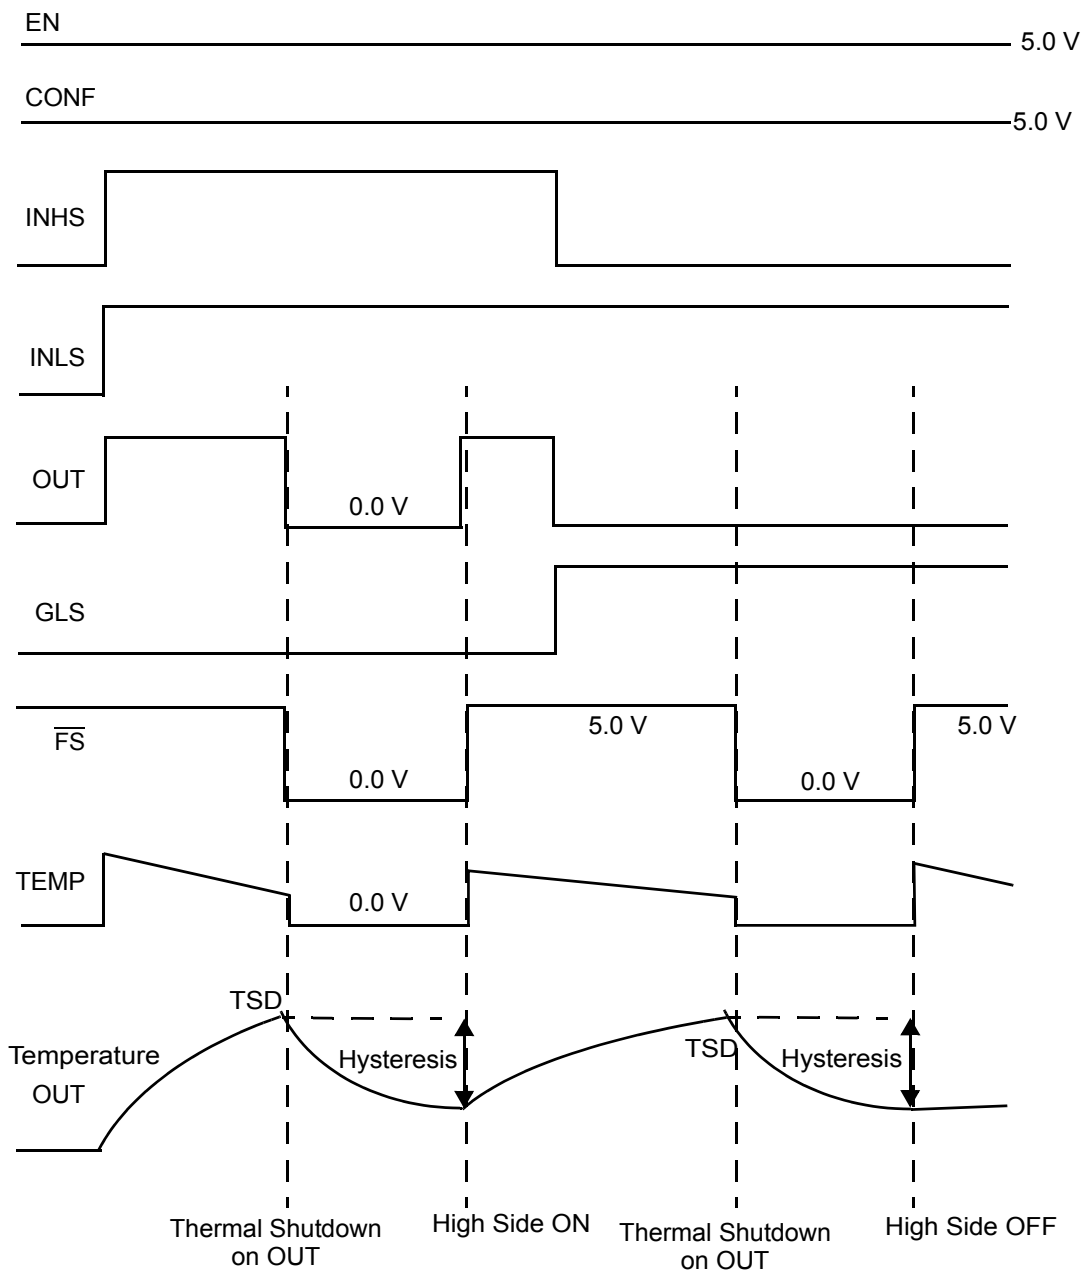 EN
5.0 V
CONF
5.0 V
INHS
INLS
OUT
0.0 V
GLS
FS
5.0 V
5.0 V
0.0 V
0.0 V
TEMP
0.0 V
TSD
TSD
Temperature
OUT
Hysteresis
Hysteresis
Thermal Shutdown
on OUT
High Side ON
Thermal Shutdown
on OUT
High Side OFF